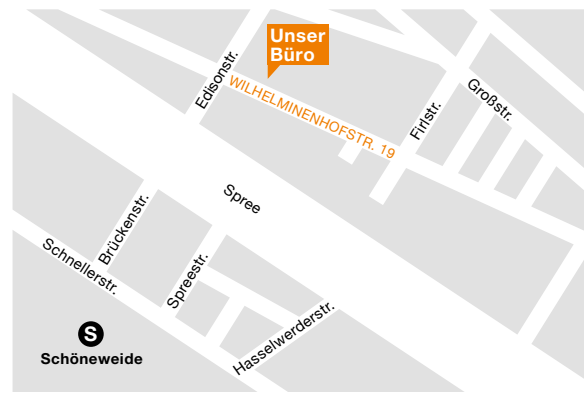 Unser
Büro
Edisonstr.
WILHELMINENHOFSTR. 19
Großstr.
Firlstr.
Spree
Brückenstr.
Schnellerstr.
Spreestr.
Hasselwerderstr.
S
Schöneweide